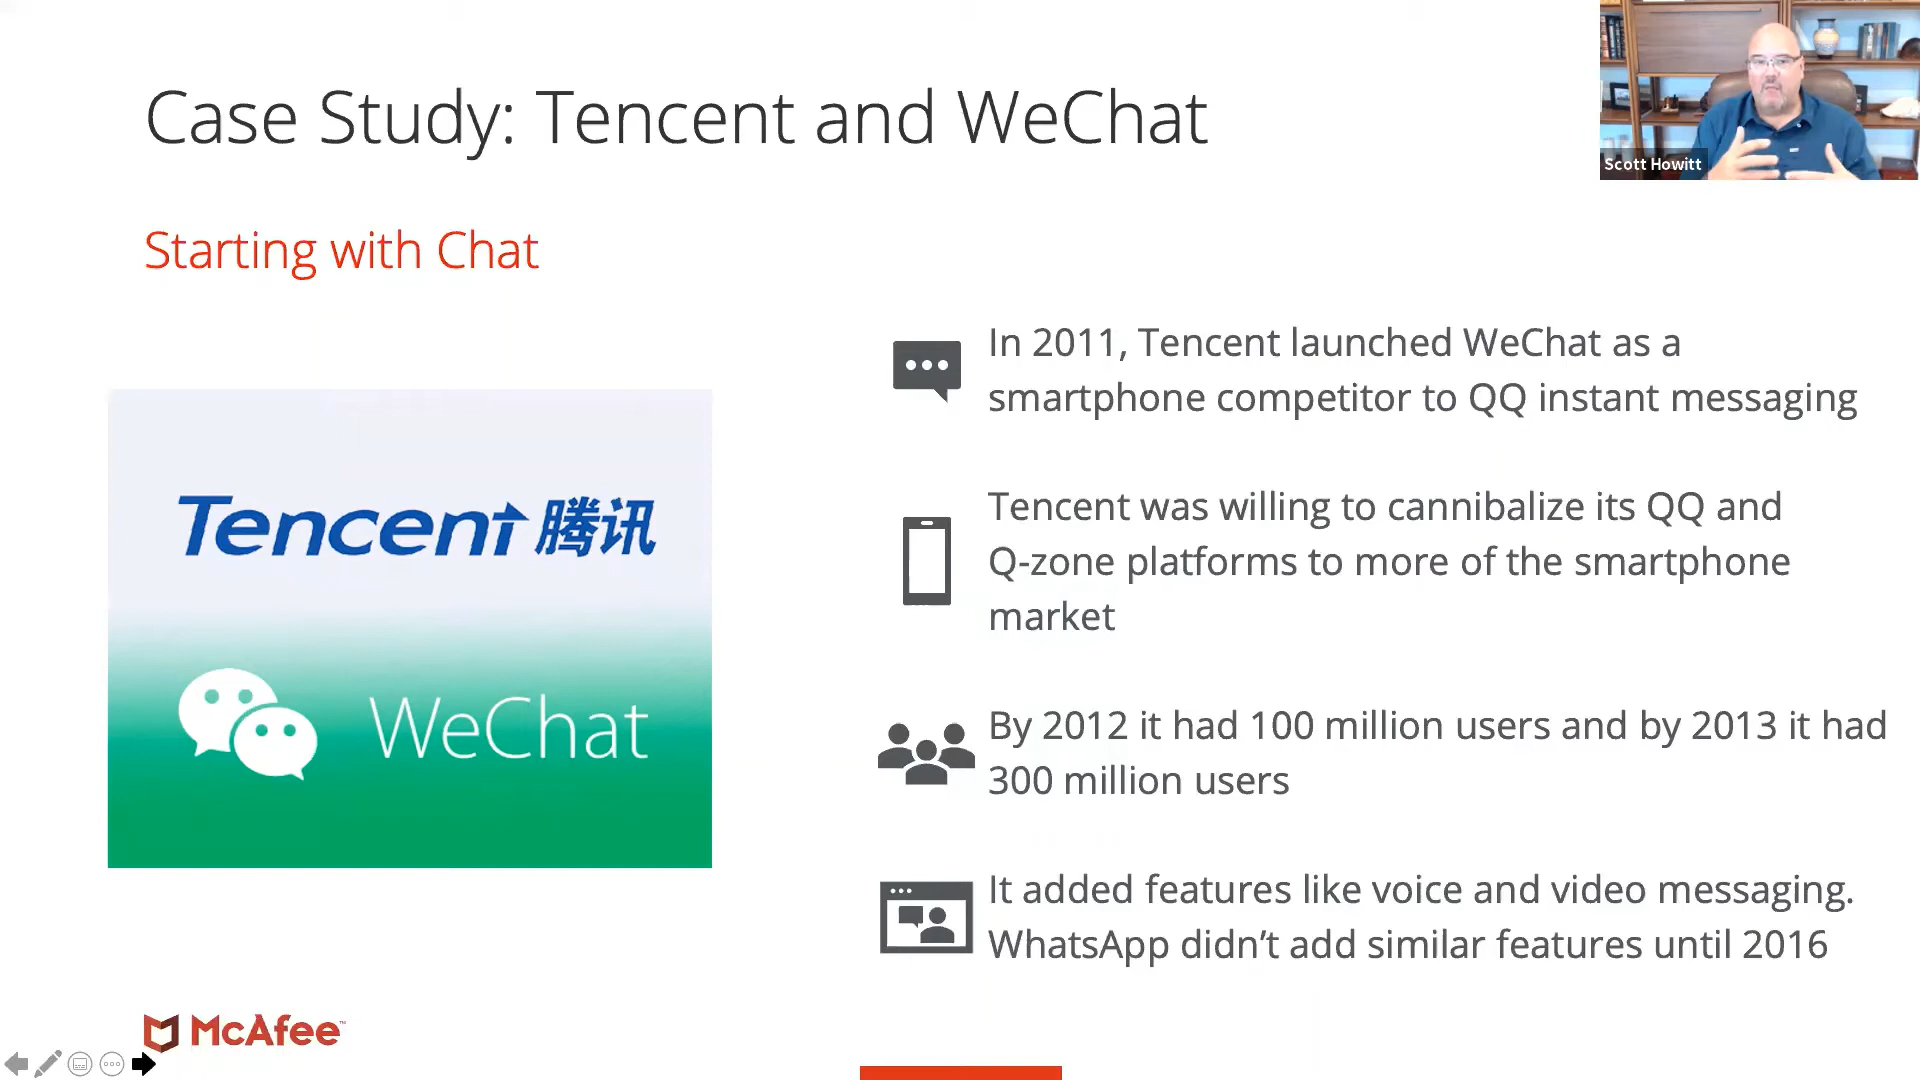 Case Study: Tencent and WeChat
Scott Howitt
Starting with Chat
Tencent 腾讯
WeChat
In 2011, Tencent launched WeChat as a
smartphone competitor to QQ instant messaging
Tencent was willing to cannibalize its QQ and
Q-zone platforms to more of the smartphone
market
By 2012 it had 100 million users and by 2013 it had
300 million users
It added features like voice and video messaging.
WhatsApp didn’t add similar features until 2016
McAfee™